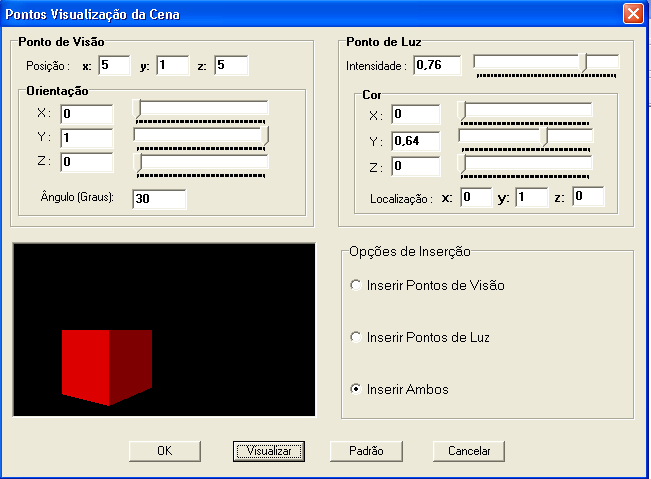 Pontos Visualização da Cena
Ponto de Visão
Posição : x: 5 y: 1 z: 5
Orientação
X : 0
Y : 1
Z : 0
Ângulo (Graus): 30
Ponto de Luz
Intensidade : 0,76
Cor
X : 0
Y : 0,64
Z : 0
Localização : x: 0 y: 1 z: 0
Opções de Inserção
Inserir Pontos de Visão
Inserir Pontos de Luz
Inserir Ambos
OK Visualizar Padrão Cancelar